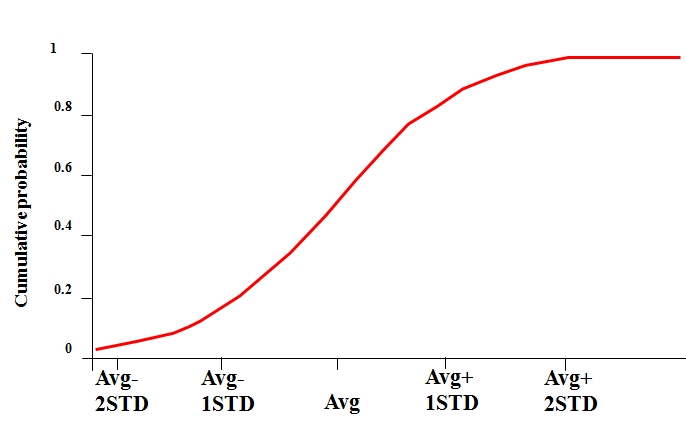 1
0.8
0.6
0.4
0.2
0
Cumulative probability
Avg-
2STD
Avg-
1STD
Avg
Avg+
1STD
Avg+
2STD